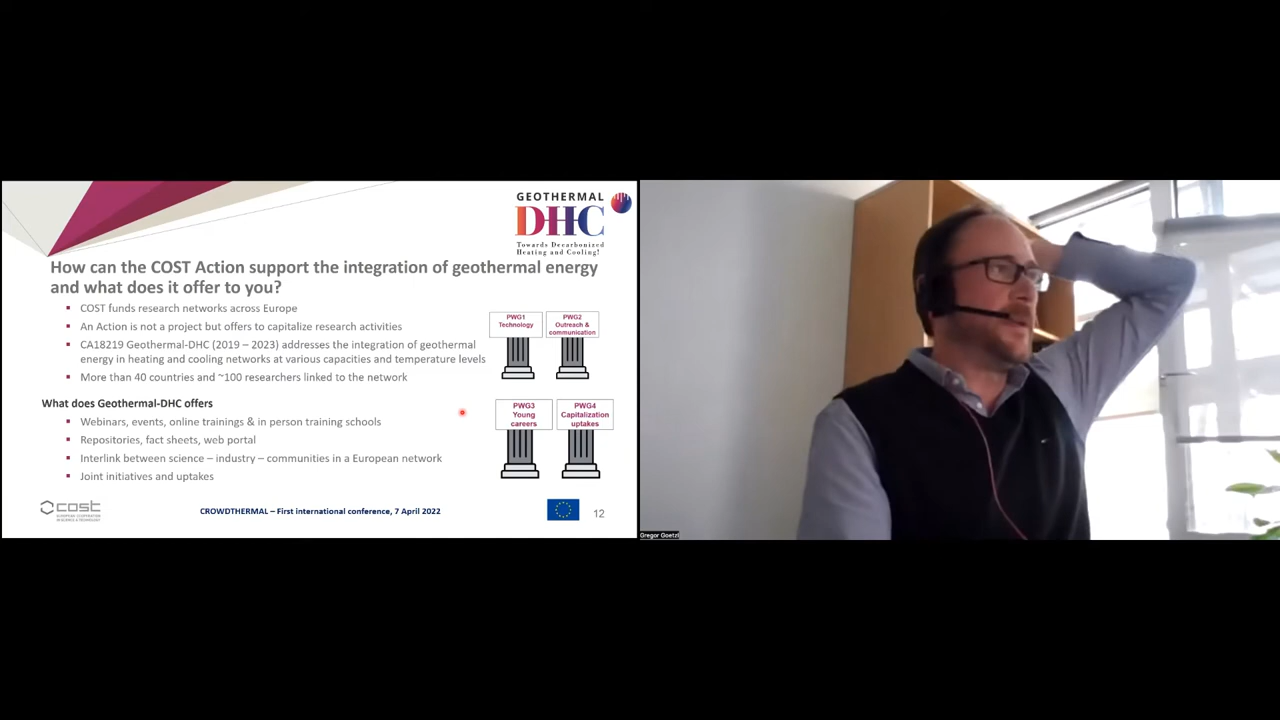 GEOTHERMAL
DHC
Towards Decarbonized
Heating and Cooling!
How can the COST Action support the integration of geothermal energy
and what does it offer to you?
COST funds research networks across Europe
An Action is not a project but offers to capitalize research activities
CA18219 Geothermal-DHC (2019 – 2023) addresses the integration of geothermal
energy in heating and cooling networks at various capacities and temperature levels
More than 40 countries and ~100 researchers linked to the network
PWG1
Technology
PWG2
Outreach &
communication
What does Geothermal-DHC offers
Webinars, events, online trainings & in person training schools
Repositories, fact sheets, web portal
Interlink between science – industry – communities in a European network
Joint initiatives and uptakes
PWG3
Young
careers
PWG4
Capitalization
uptakes
cost
EUROPEAN COOPERATION
IN SCIENCE & TECHNOLOGY
CROWDTHERMAL – First international conference, 7 April 2022
12
Gregor Goetzl